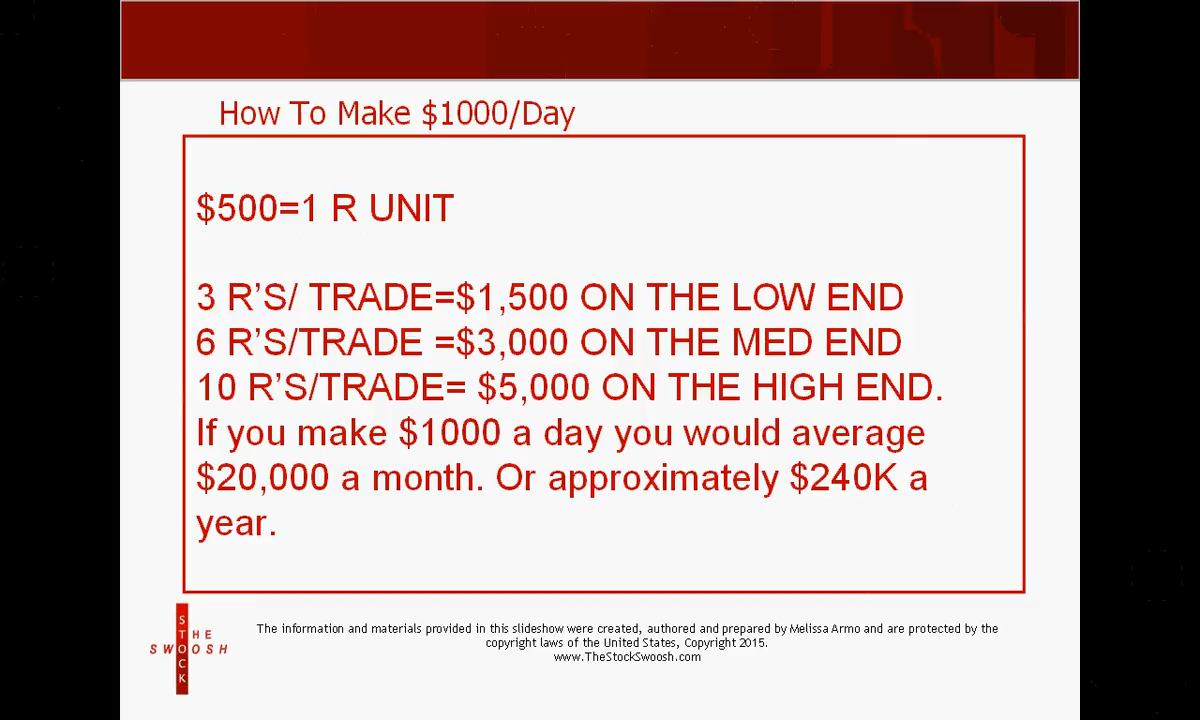 How To Make $1000/Day
$500=1 R UNIT
3 R'S/ TRADE=$1,500 ON THE LOW END
6 R'S/TRADE =$3,000 ON THE MED END
10 R'S/TRADE= $5,000 ON THE HIGH END.
If you make $1000 a day you would average
$20,000 a month. Or approximately $240K a
year.
THE
STOCK
SWOOSH
The information and materials provided in this slideshow were created, authored and prepared by Melissa Armo and are protected by the
copyright laws of the United States, Copyright 2015.
www.TheStockSwoosh.com